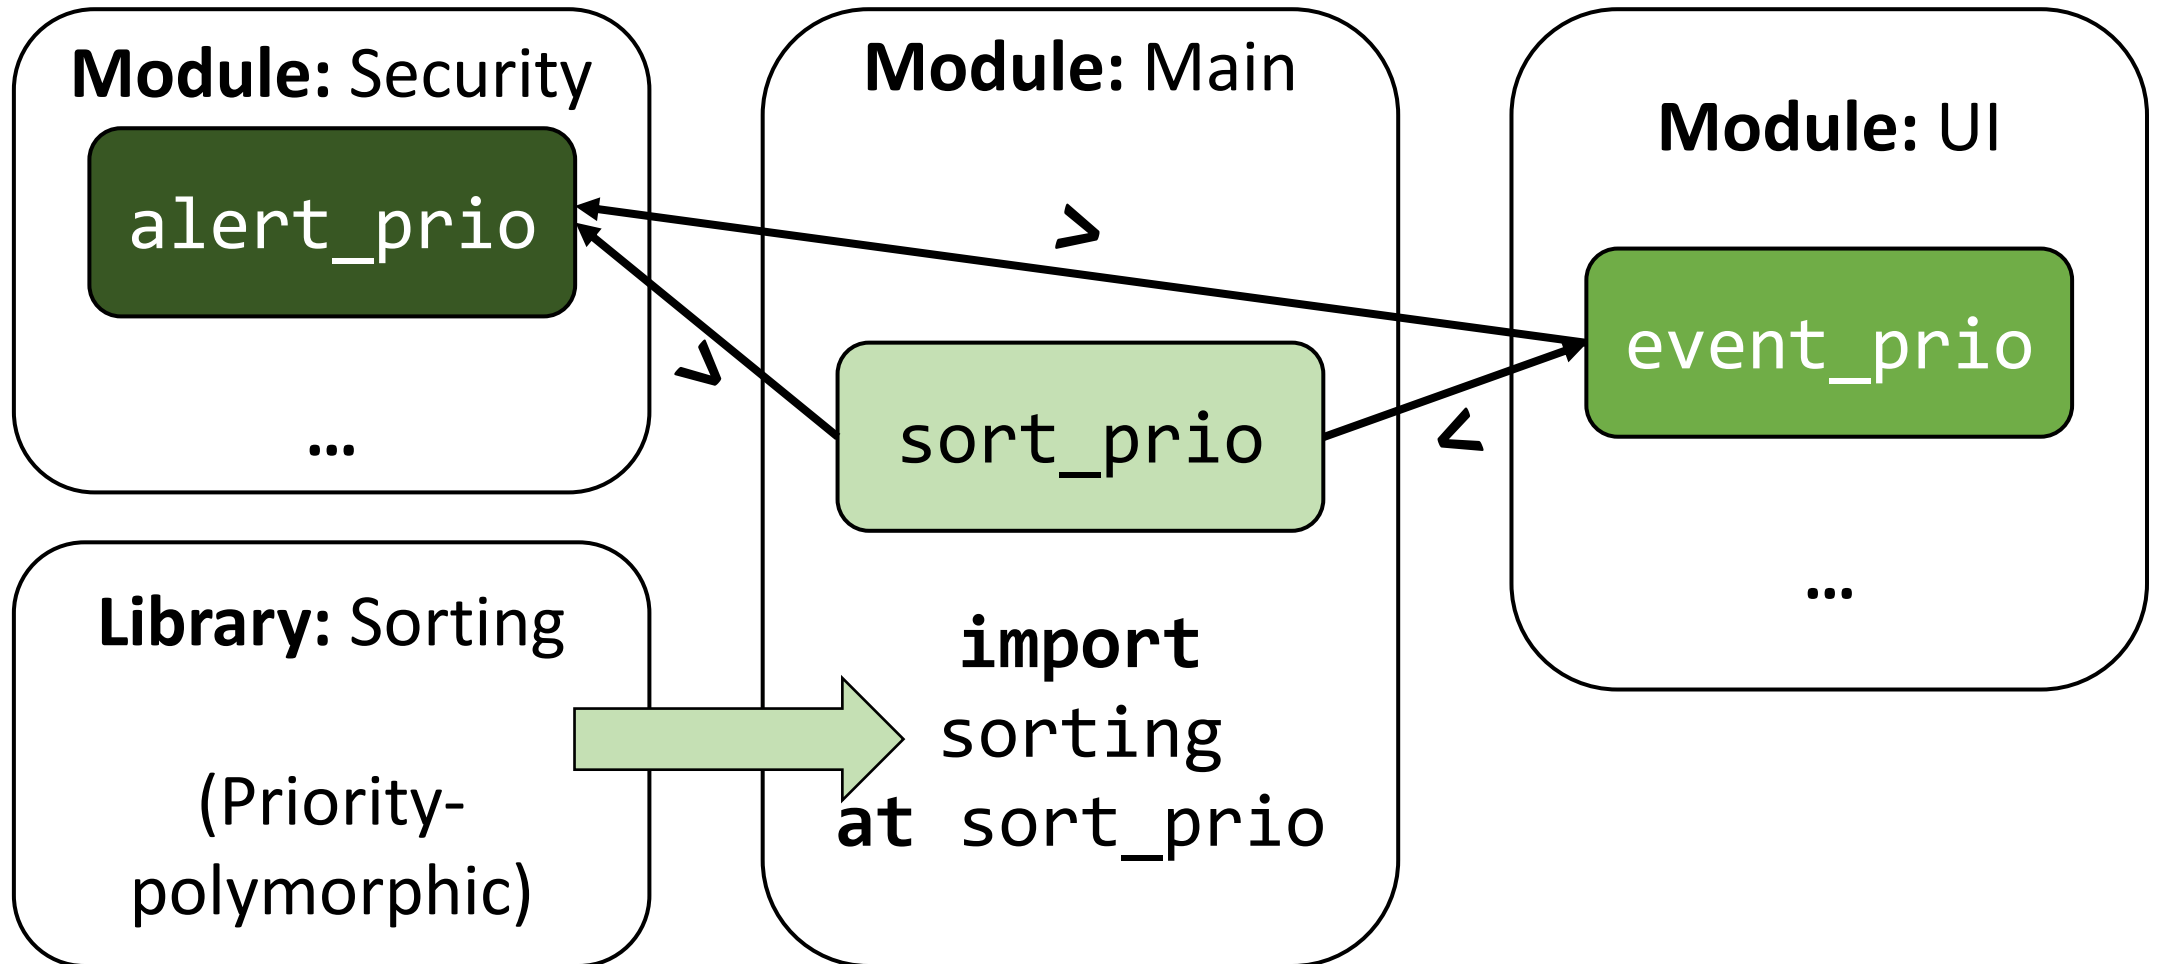 Module: Security
alert_prio
...
Library: Sorting
(Priority-
polymorphic)
Module: Main
>
>
sort_prio
<
import
sorting
at sort_prio
Module: UI
event_prio
...